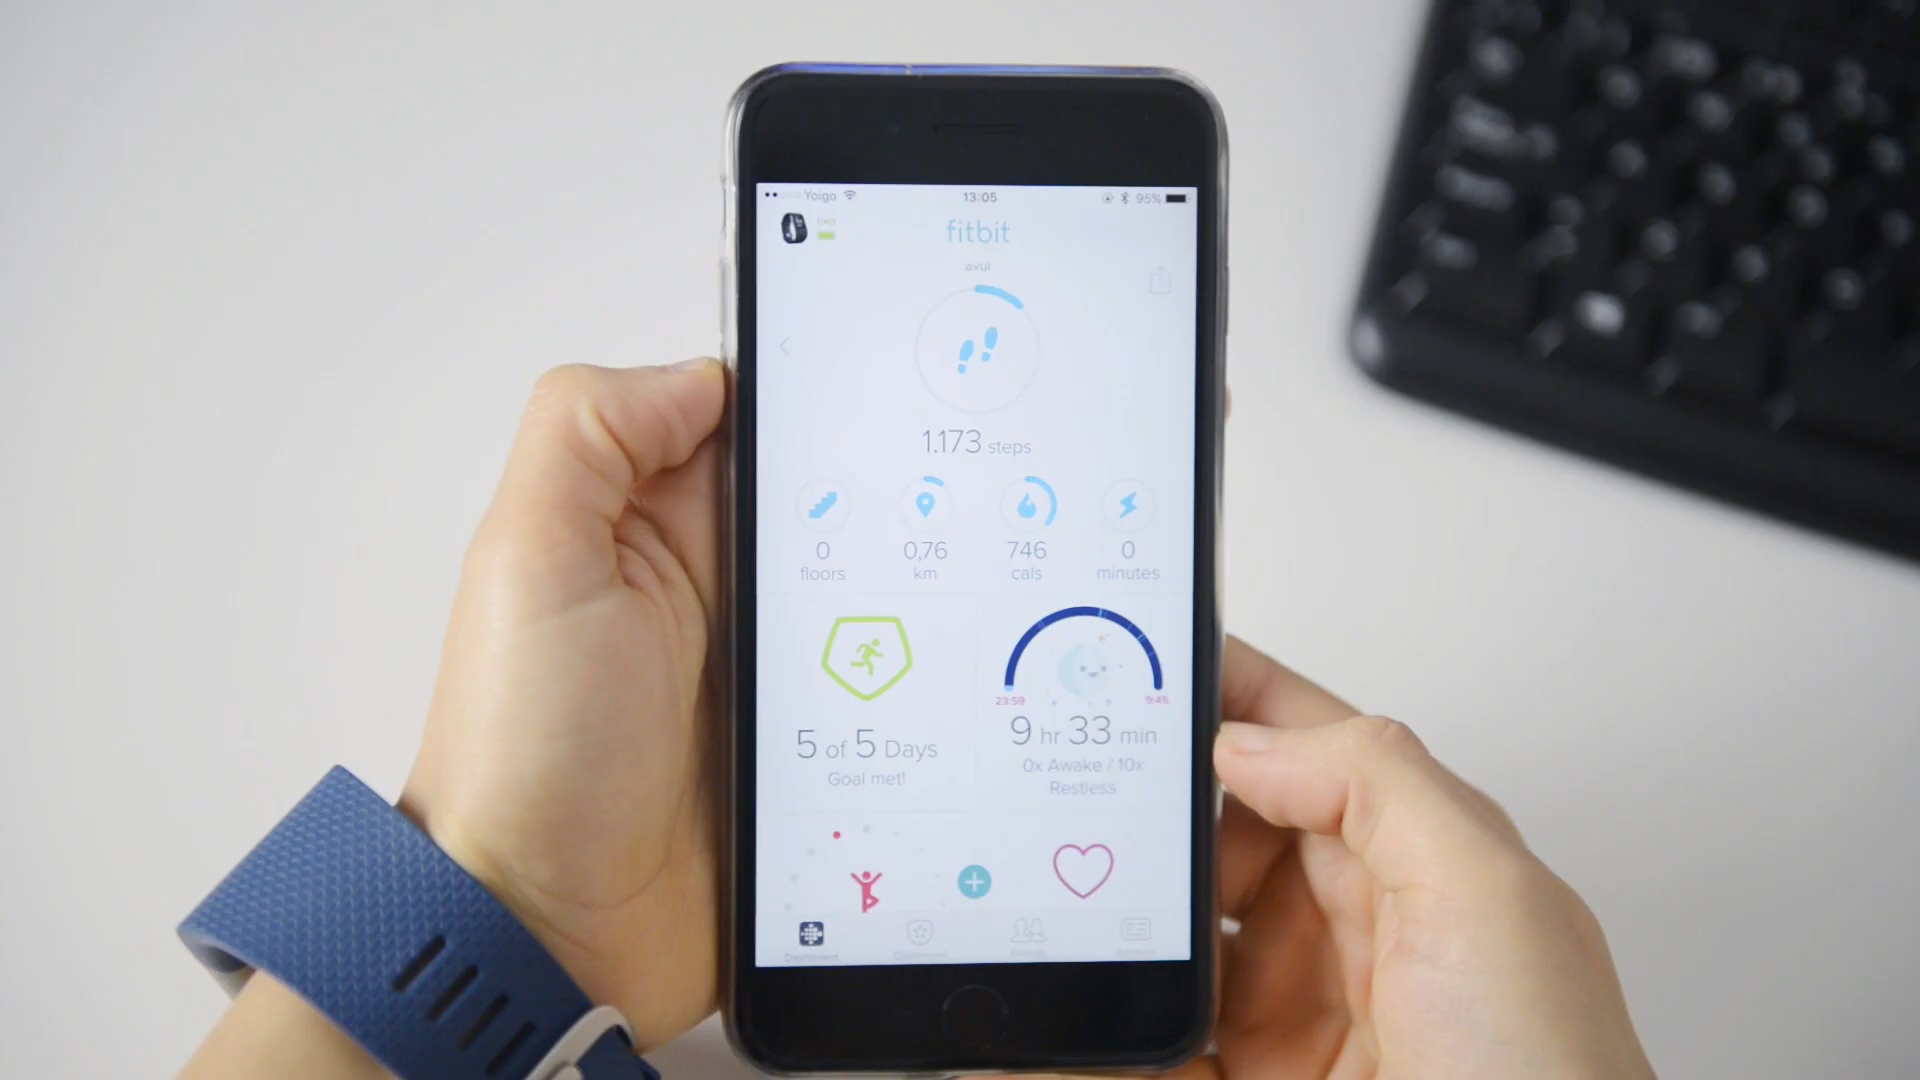 Yoigo 13:05 95%
fitbit
avui
1.173 steps
0 0,76 746 0
floors km cals minutes
23:59 9:45
5 of 5 Days
Goal met!
9 hr 33 min
0x Awake / 10x
Restless
Dashboard